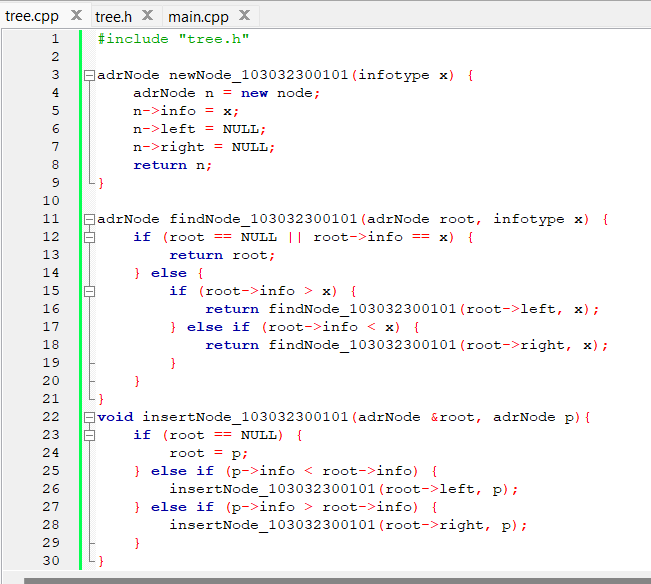 tree.cpp X tree.h X main.cpp X
1 #include "tree.h"
2
3 adrNode newNode_103032300101(infotype x) {
4     adrNode n = new node;
5     n->info = x;
6     n->left = NULL;
7     n->right = NULL;
8     return n;
9 }
10
11 adrNode findNode_103032300101(adrNode root, infotype x) {
12     if (root == NULL || root->info == x) {
13         return root;
14     } else {
15         if (root->info > x) {
16             return findNode_103032300101(root->left, x);
17         } else if (root->info < x) {
18             return findNode_103032300101(root->right, x);
19         }
20     }
21 }
22 void insertNode_103032300101(adrNode &root, adrNode p){
23     if (root == NULL) {
24         root = p;
25     } else if (p->info < root->info) {
26         insertNode_103032300101(root->left, p);
27     } else if (p->info > root->info) {
28         insertNode_103032300101(root->right, p);
29     }
30 }